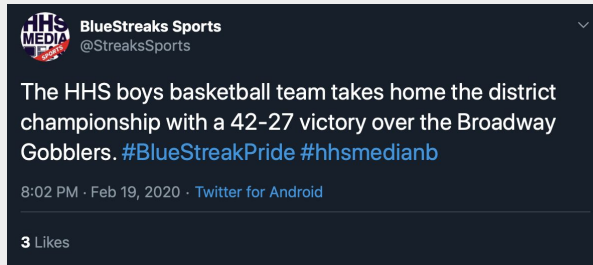 HHS
MEDIA
SPORTS
BlueStreaks Sports
@StreaksSports
The HHS boys basketball team takes home the district
championship with a 42-27 victory over the Broadway
Gobblers. #BlueStreakPride #hhsmedianb
8:02 PM · Feb 19, 2020 · Twitter for Android
3 Likes